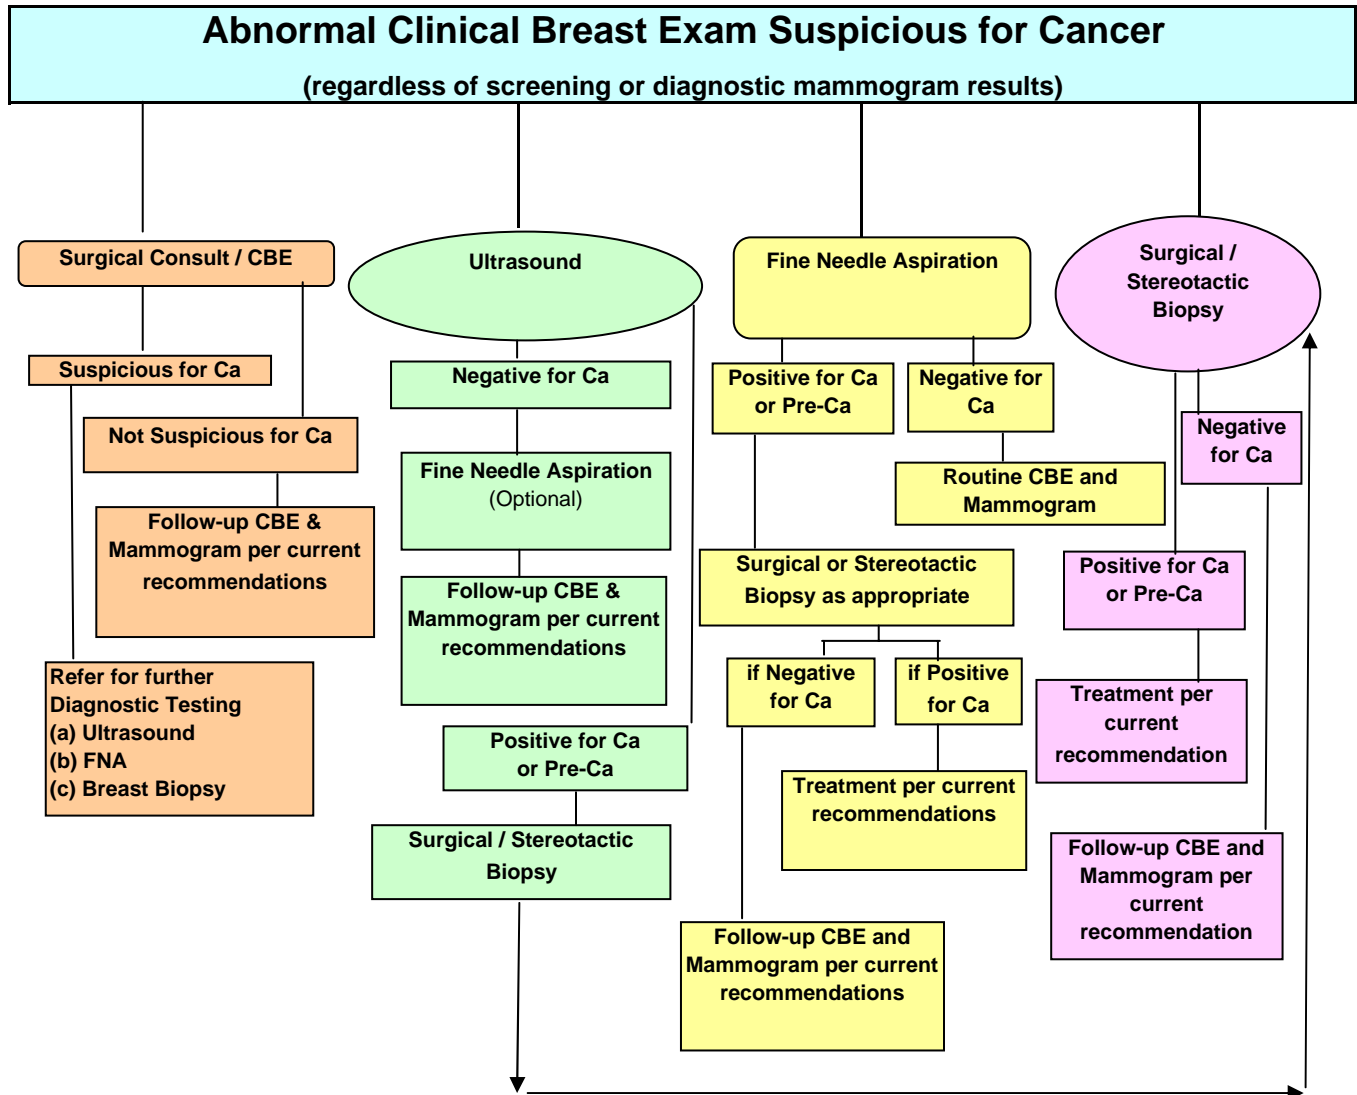 Abnormal Clinical Breast Exam Suspicious for Cancer
(regardless of screening or diagnostic mammogram results)
Surgical Consult / CBE
Suspicious for Ca
Not Suspicious for Ca
Follow-up CBE &
Mammogram per current
recommendations
Refer for further
Diagnostic Testing
(a) Ultrasound
(b) FNA
(c) Breast Biopsy
Ultrasound
Negative for Ca
Fine Needle Aspiration
(Optional)
Follow-up CBE &
Mammogram per current
recommendations
Positive for Ca
or Pre-Ca
Surgical / Stereotactic
Biopsy
Fine Needle Aspiration
Positive for Ca
or Pre-Ca
Negative for
Ca
Routine CBE and
Mammogram
Surgical or Stereotactic
Biopsy as appropriate
if Negative
for Ca
if Positive
for Ca
Treatment per current
recommendations
Follow-up CBE and
Mammogram per current
recommendations
Surgical /
Stereotactic
Biopsy
Negative
for Ca
Positive for Ca
or Pre-Ca
Treatment per
current
recommendation
Follow-up CBE and
Mammogram per
current
recommendation